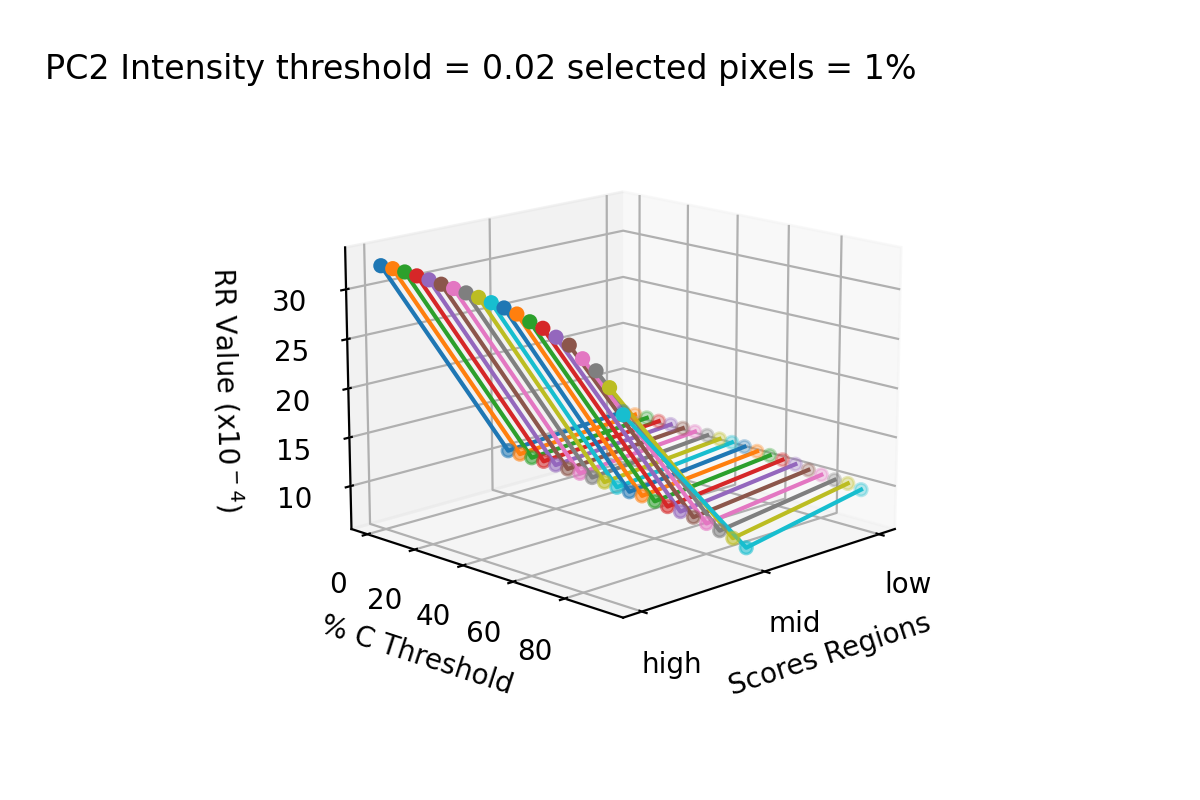 PC2 Intensity threshold = 0.02 selected pixels = 1%
RR Value (x10⁻⁴)
30
25
20
15
10
0
20
40
60
80
% C Threshold
high
mid
low
Scores Regions